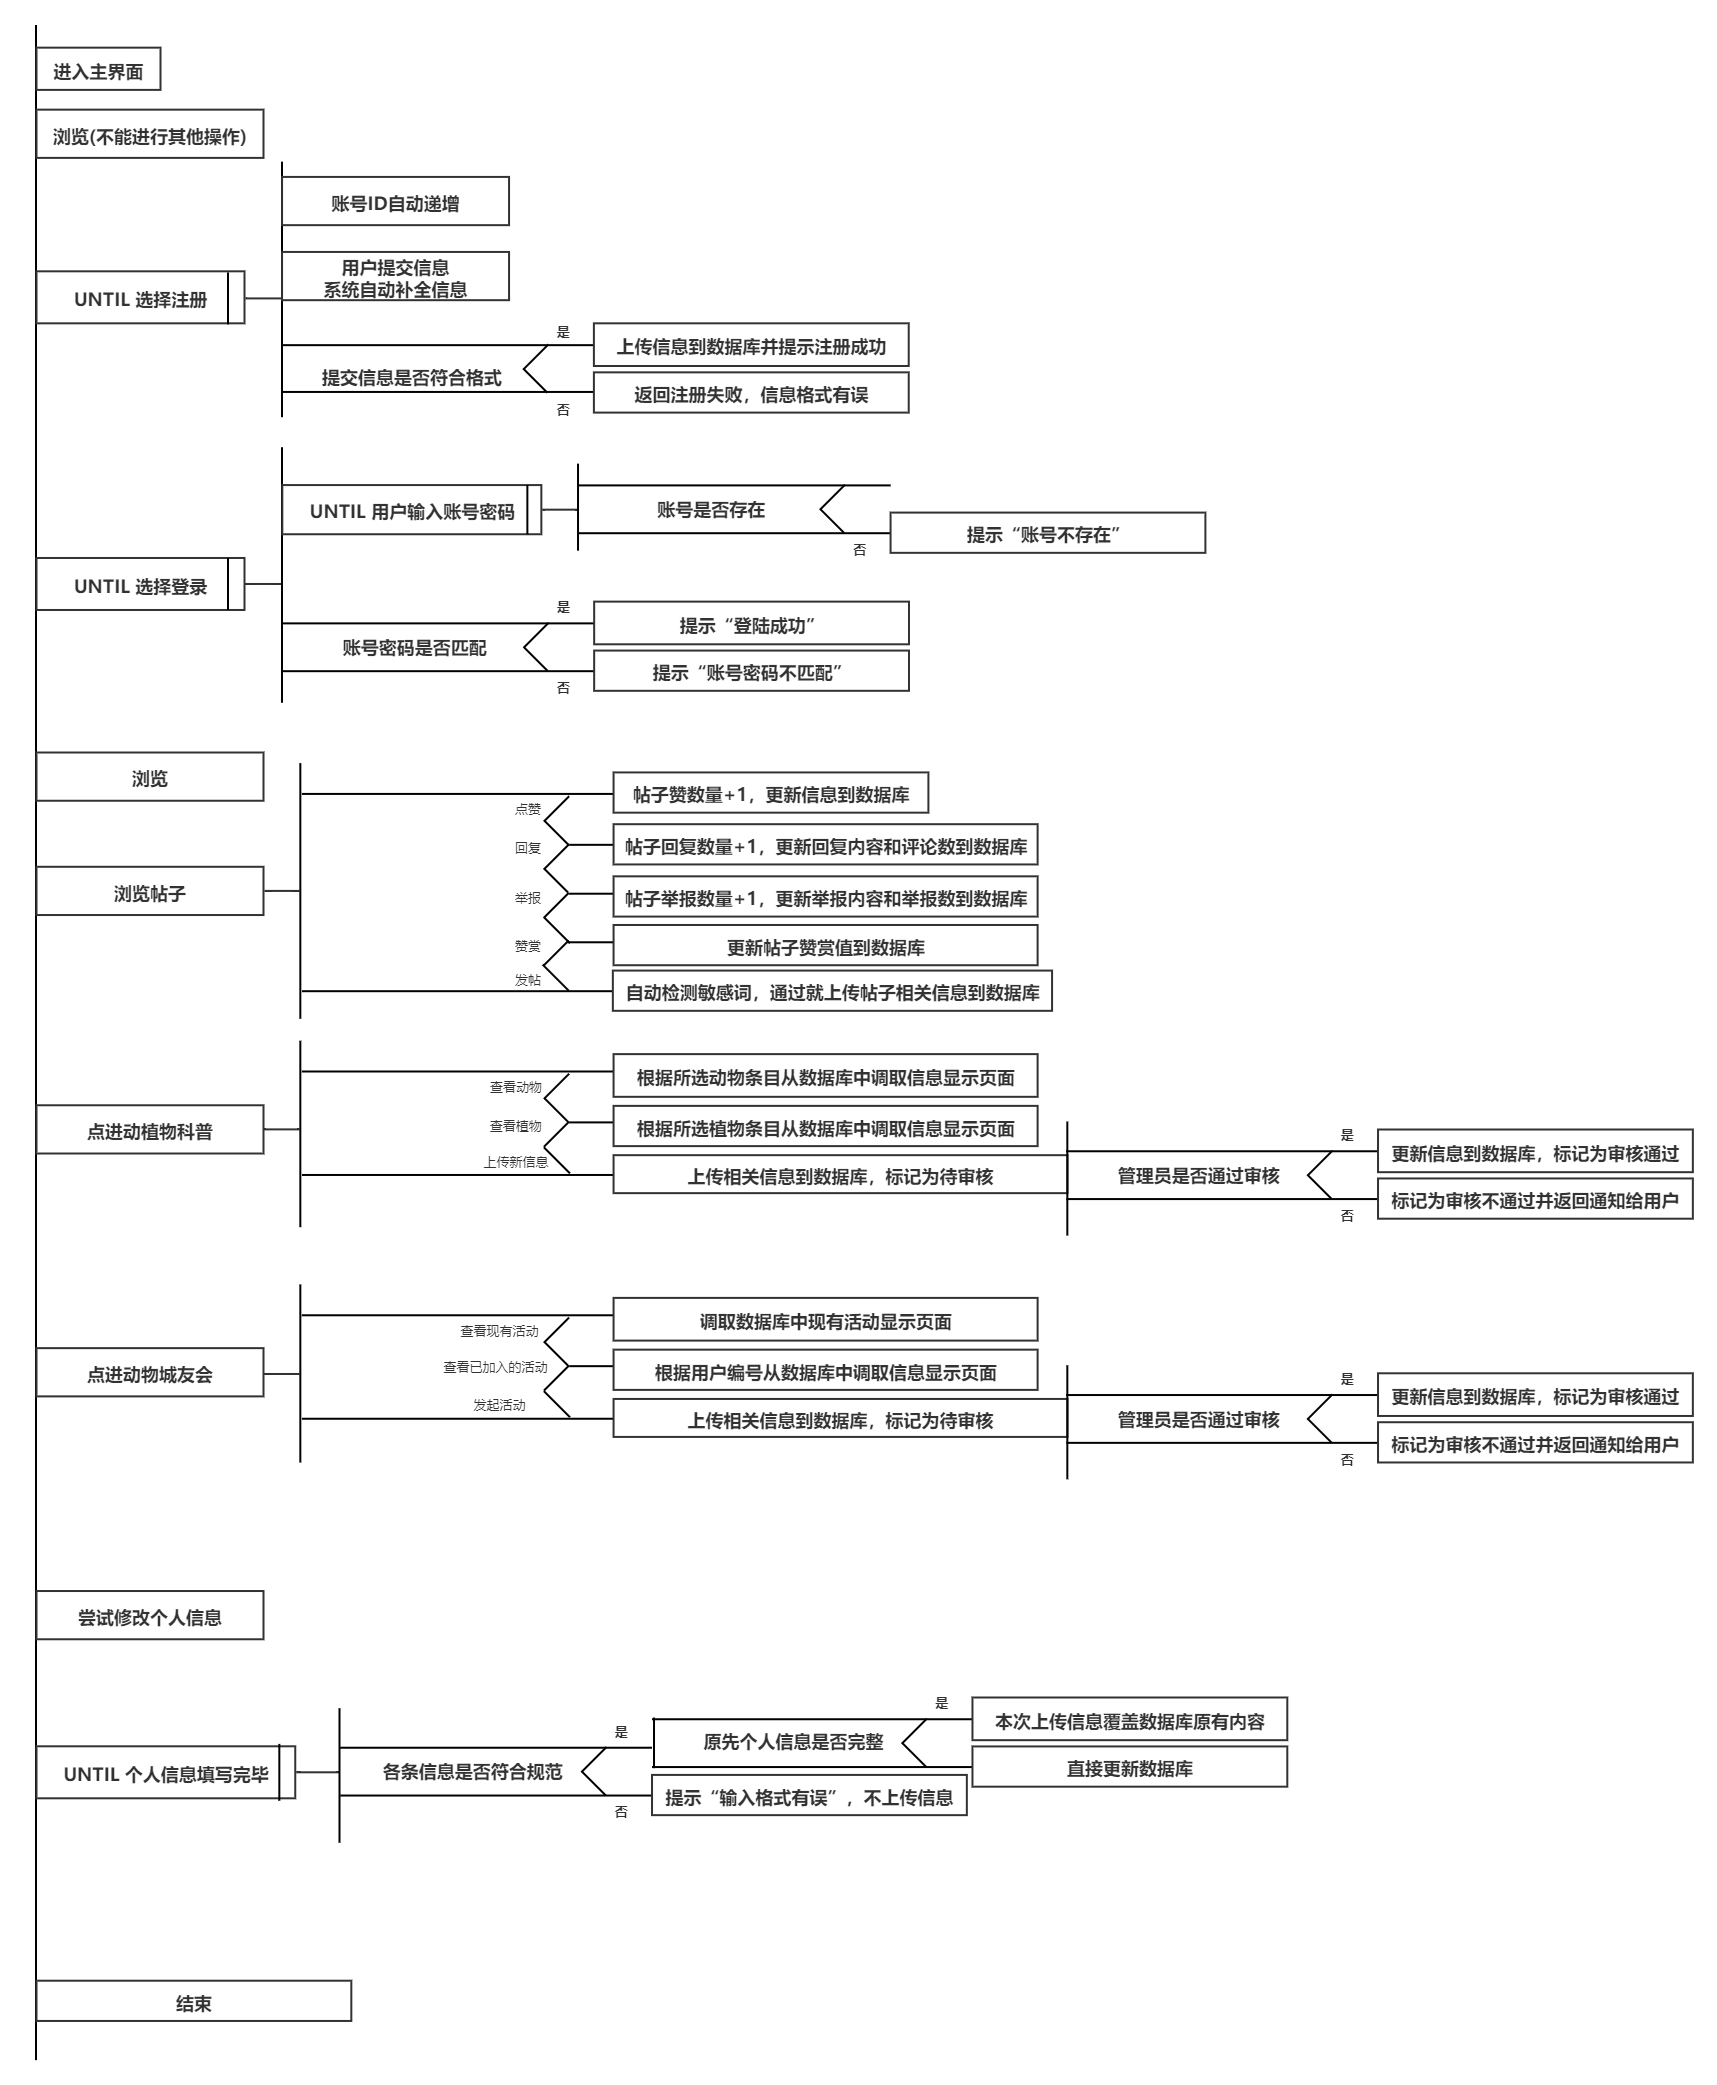 进入主界面
浏览(不能进行其他操作)
账号ID自动递增
用户提交信息
系统自动补全信息
UNTIL 选择注册
是
上传信息到数据库并提示注册成功
提交信息是否符合格式
返回注册失败，信息格式有误
否
UNTIL 用户输入账号密码
账号是否存在
提示“账号不存在”
否
UNTIL 选择登录
是
提示“登陆成功”
账号密码是否匹配
提示“账号密码不匹配”
否
浏览
帖子赞数量+1，更新信息到数据库
点赞
回复
帖子回复数量+1，更新回复内容和评论数到数据库
浏览帖子
举报
帖子举报数量+1，更新举报内容和举报数到数据库
赞赏
更新帖子赞赏值到数据库
发帖
自动检测敏感词，通过就上传帖子相关信息到数据库
根据所选动物条目从数据库中调取信息显示页面
查看动物
点进动植物科普
查看植物
根据所选植物条目从数据库中调取信息显示页面
上传新信息
上传相关信息到数据库，标记为待审核
是
更新信息到数据库，标记为审核通过
管理员是否通过审核
标记为审核不通过并返回通知给用户
否
调取数据库中现有活动显示页面
查看现有活动
点进动物城友会
查看已加入的活动
根据用户编号从数据库中调取信息显示页面
发起活动
上传相关信息到数据库，标记为待审核
是
更新信息到数据库，标记为审核通过
管理员是否通过审核
标记为审核不通过并返回通知给用户
否
尝试修改个人信息
是
本次上传信息覆盖数据库原有内容
是
原先个人信息是否完整
UNTIL 个人信息填写完毕
各条信息是否符合规范
直接更新数据库
提示“输入格式有误”，不上传信息
否
结束